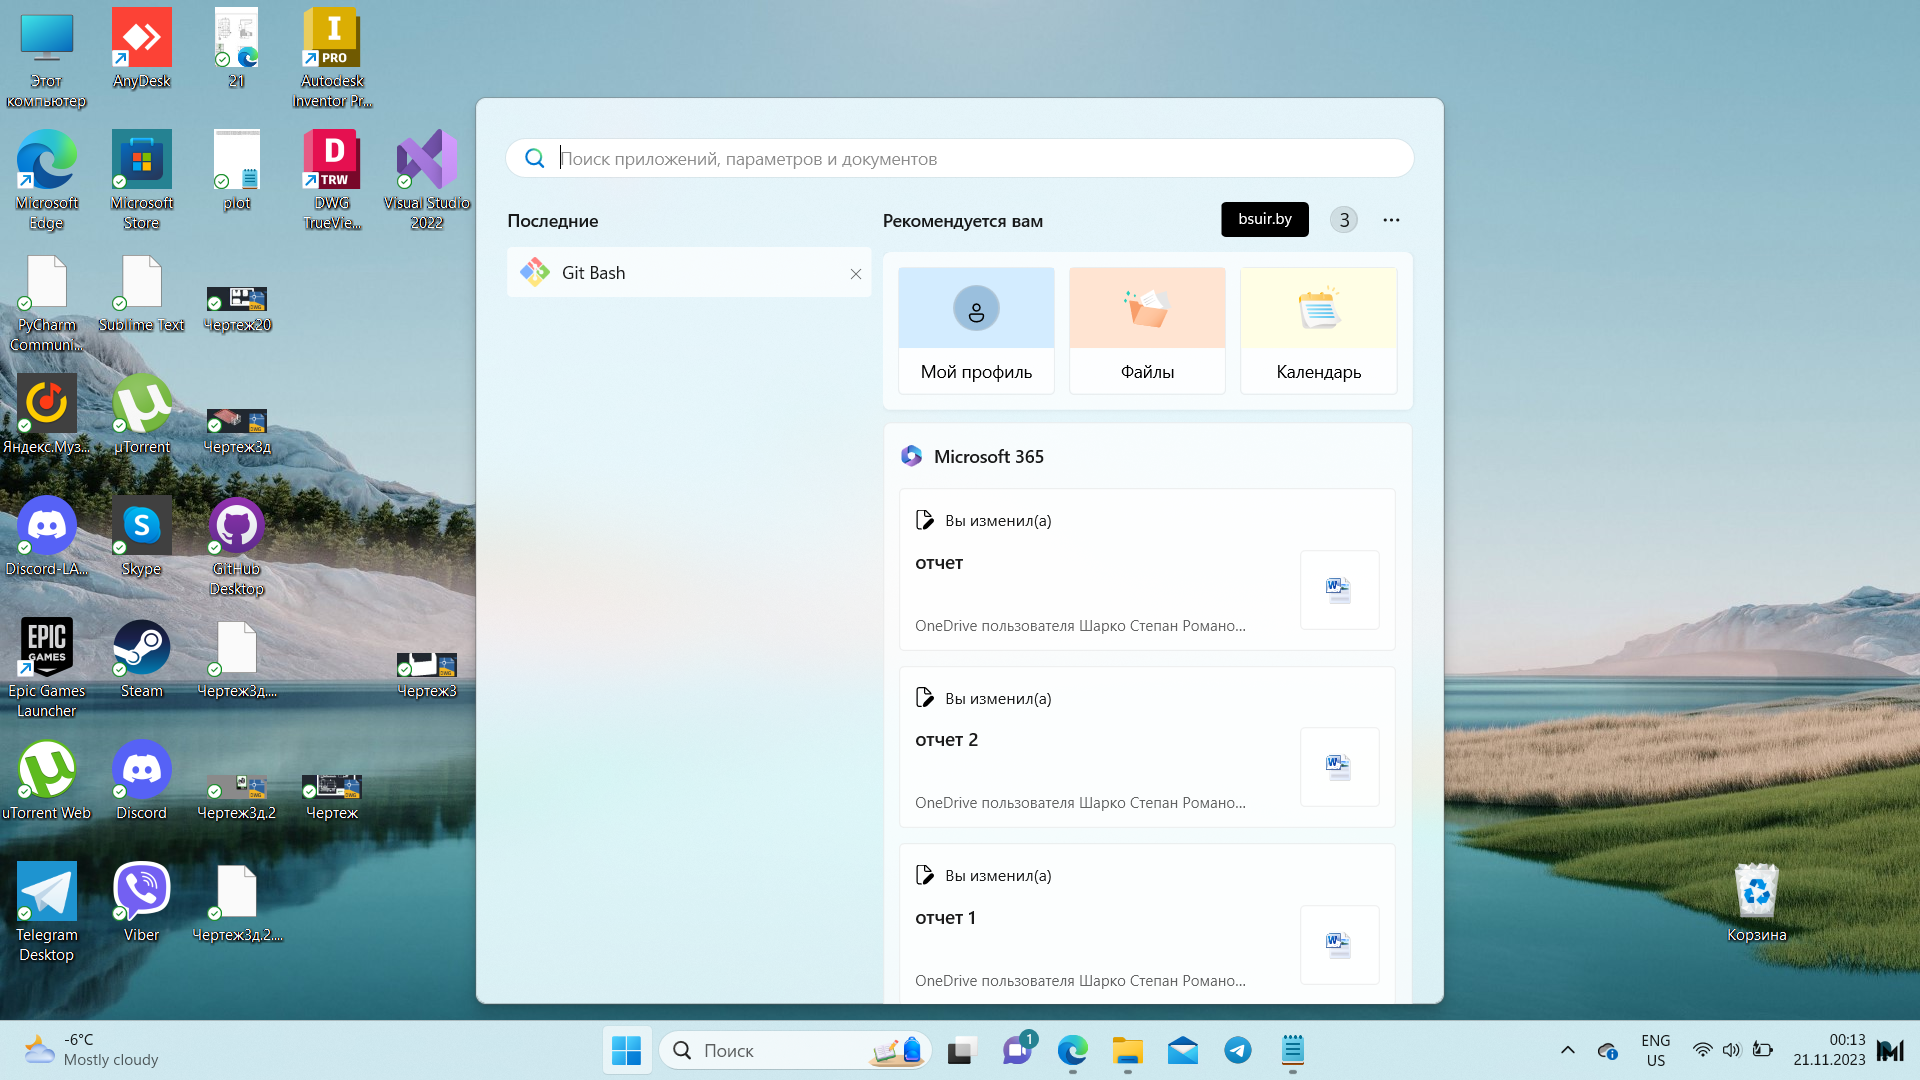 Этот
компьютер
AnyDesk
21
Autodesk
Inventor Pr...
I
PRO
Microsoft
Edge
Microsoft
Store
plot
D
TRW
DWG
TrueVie...
Visual Studio
2022
PyCharm
Communi...
Sublime Text
Чертеж20
Яндекс.Муз...
µTorrent
Чертеж3д
Discord-LA...
Skype
GitHub
Desktop
EPIC
GAMES
Epic Games
Launcher
Steam
Чертеж3д....
Чертеж3
uTorrent Web
Discord
Чертеж3д.2
Чертеж
Telegram
Desktop
Viber
Чертеж3д.2....
Поиск приложений, параметров и документов
Последние
Git Bash
Рекомендуется вам
bsuir.by
3
Мой профиль
Файлы
Календарь
Microsoft 365
Вы изменил(а)
отчет
OneDrive пользователя Шарко Степан Романо...
Вы изменил(а)
отчет 2
OneDrive пользователя Шарко Степан Романо...
Вы изменил(а)
отчет 1
OneDrive пользователя Шарко Степан Романо...
Корзина
-6°C
Mostly cloudy
Поиск
1
ENG
US
00:13
21.11.2023